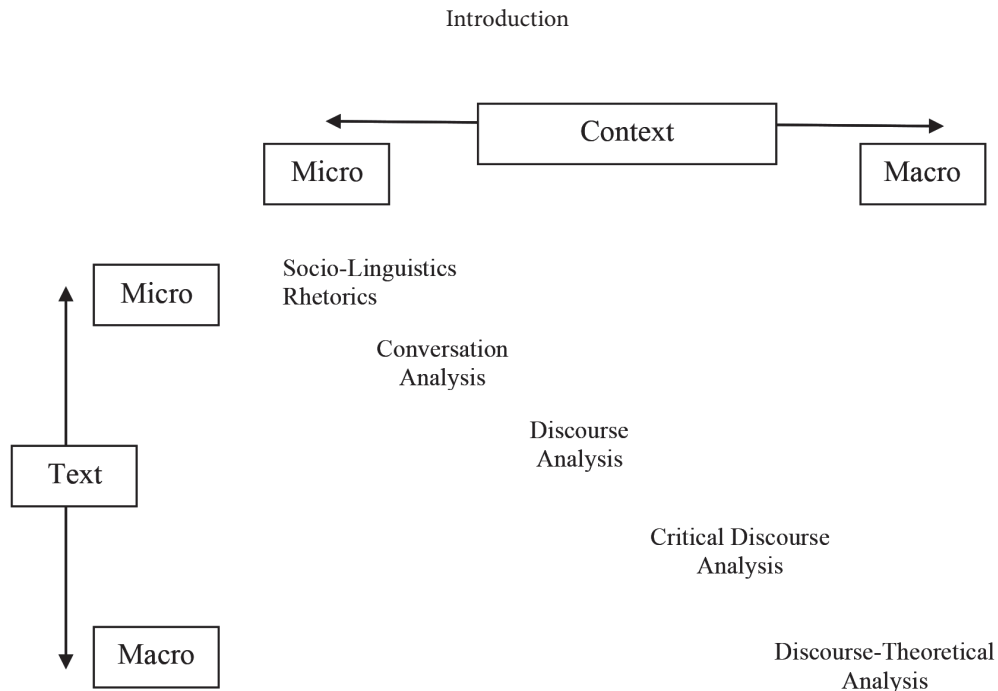 Introduction
Context
Micro
Macro
Socio-Linguistics
Rhetorics
Micro
Conversation
Analysis
Discourse
Analysis
Text
Critical Discourse
Analysis
Macro
Discourse-Theoretical
Analysis